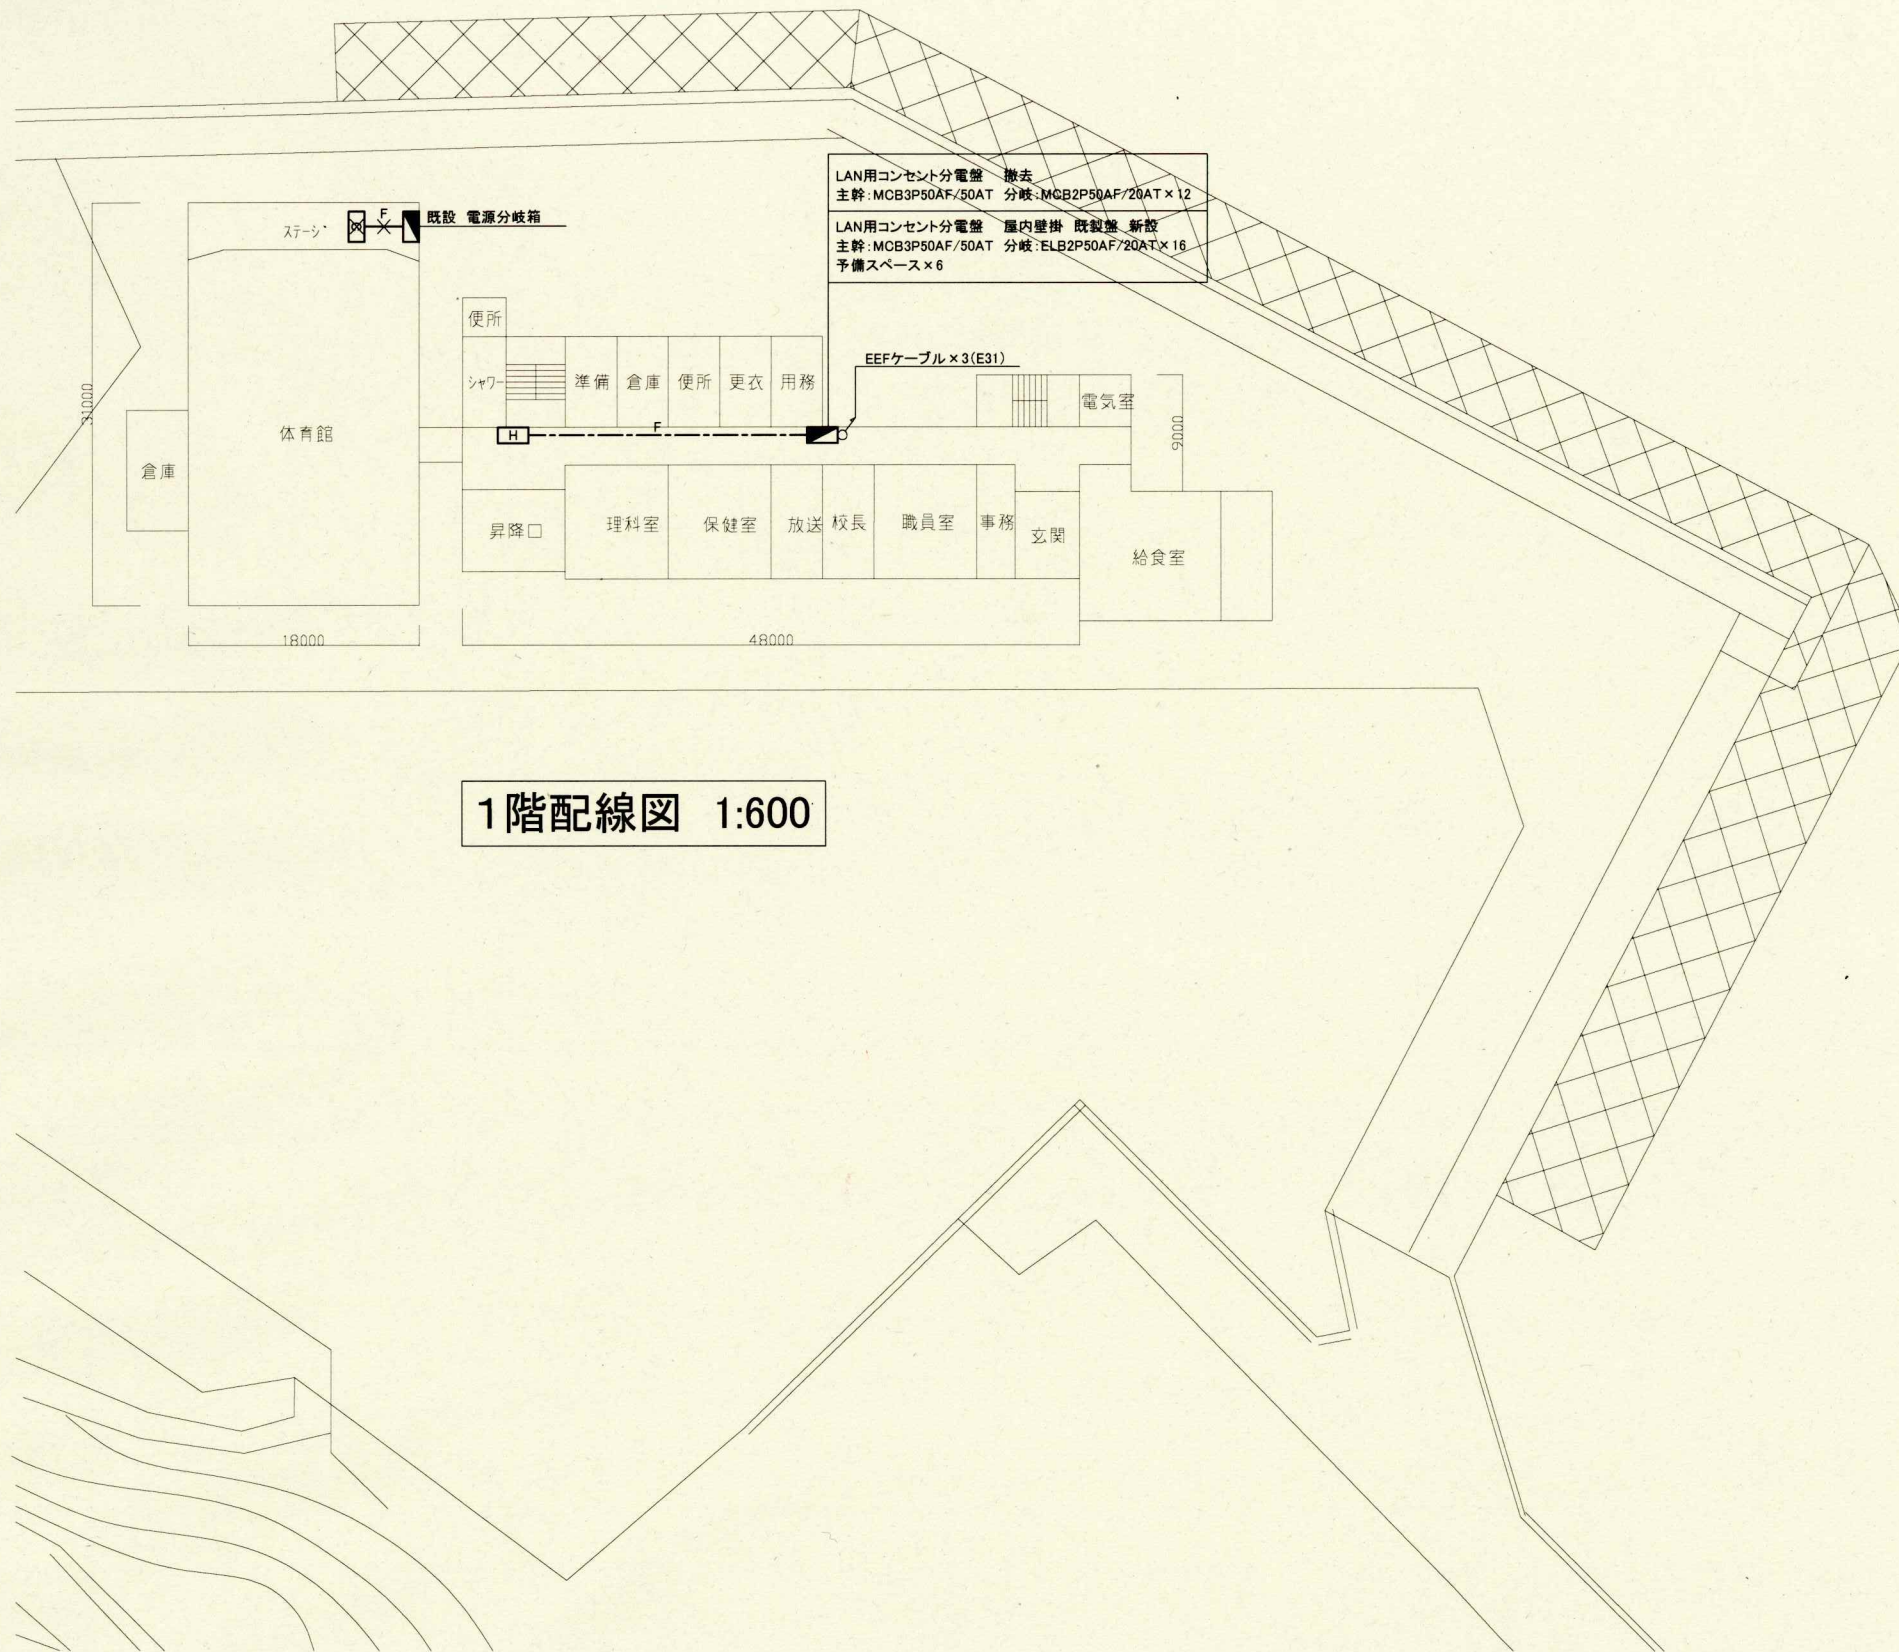 LAN用コンセント分電盤 撤去
主幹:MCB3P50AF/50AT 分岐:MCB2P50AF/20AT×12
LAN用コンセント分電盤 屋内壁掛 既製盤 新設
主幹:MCB3P50AF/50AT 分岐:ELB2P50AF/20AT×16
予備スペース×6
ステージ
F
既設 電源分岐箱
便所
EEFケーブル×3(E31)
シャワー
準備
倉庫
便所
更衣
用務
電気室
31000
体育館
H
F
9000
倉庫
昇降口
理科室
保健室
放送
校長
職員室
事務
玄関
給食室
18000
48000
1階配線図 1:600